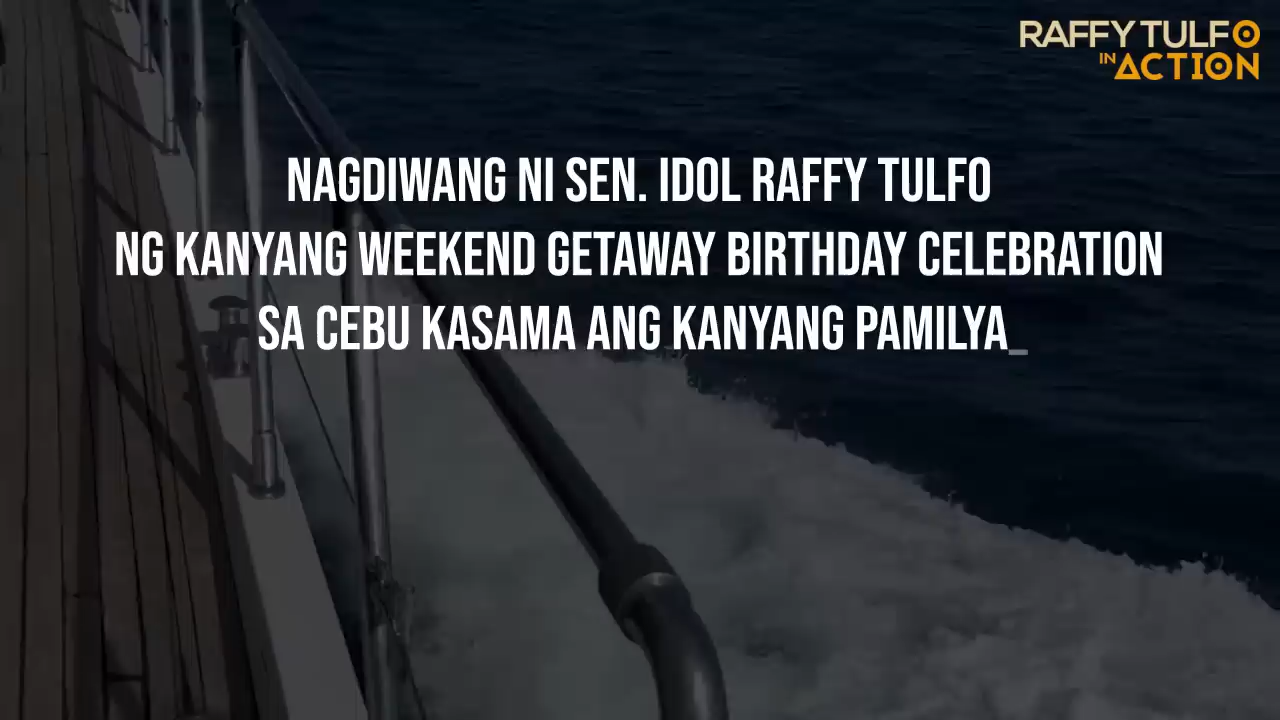 RAFFY TULFO
IN ACTION
NAGDIWANG NI SEN. IDOL RAFFY TULFO
NG KANYANG WEEKEND GETAWAY BIRTHDAY CELEBRATION
SA CEBU KASAMA ANG KANYANG PAMILYA_